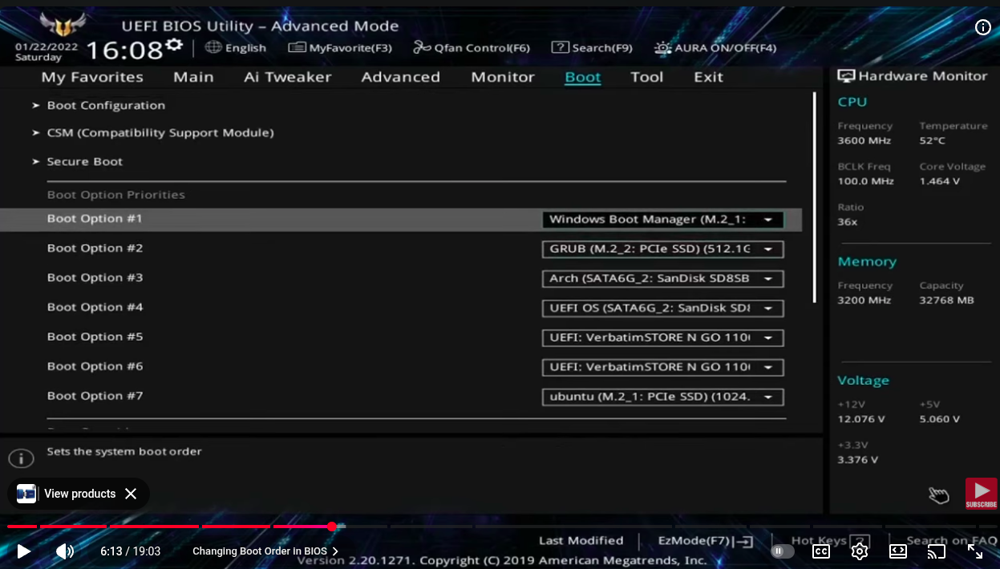 UEFI BIOS Utility – Advanced Mode
01/22/2022
Saturday
16:08
English
MyFavorite(F3)
Qfan Control(F6)
Search(F9)
AURA ON/OFF(F4)
My Favorites Main Ai Tweaker Advanced Monitor Boot Tool Exit
Hardware Monitor
Boot Configuration
CSM (Compatibility Support Module)
Secure Boot
Boot Option Priorities
Boot Option #1 Windows Boot Manager (M.2_1:
Boot Option #2 GRUB (M.2_2: PCIe SSD) (512.1G
Boot Option #3 Arch (SATA6G_2: SanDisk SD8SB
Boot Option #4 UEFI OS (SATA6G_2: SanDisk
Boot Option #5 UEFI: VerbatimSTORE N GO
Boot Option #6 UEFI: VerbatimSTORE N GO
Boot Option #7 ubuntu (M.2_1: PCIe SSD) (1024.
Sets the system boot order
CPU
Frequency Temperature
3600 MHz 52°C
BCLK Freq Core Voltage
100.0 MHz 1.464 V
Ratio
36x
Memory
Frequency Capacity
3200 MHz 32768 MB
Voltage
+12V +5V
12.076 V 5.060 V
+3.3V
3.376 V
View products
SUBSCRIBE
Last Modified EzMode(F7) Hot Keys ? Search on FAQ
6:13 / 19:03 Changing Boot Order in BIOS CC
Version 2.20.1271. Copyright (C) 2019 American Megatrends, Inc.